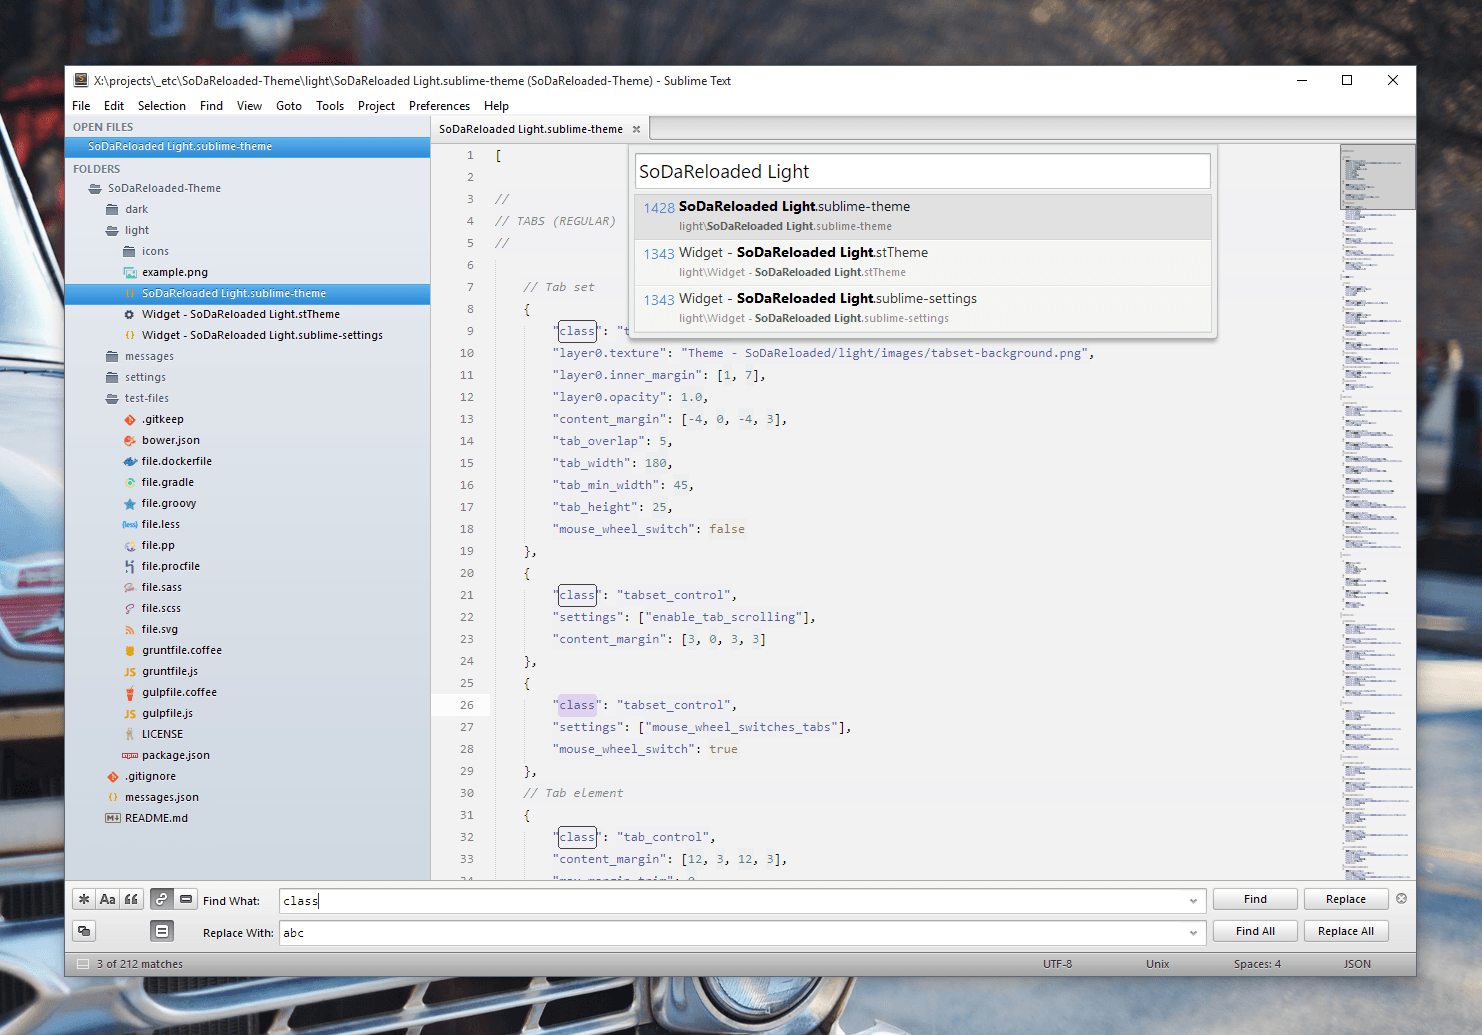 X:\projects\_etc\SoDaReloaded-Theme\light\SoDaReloaded Light.sublime-theme (SoDaReloaded-Theme) - Sublime Text
File Edit Selection Find View Goto Tools Project Preferences Help
OPEN FILES
SoDaReloaded Light.sublime-theme
FOLDERS
SoDaReloaded-Theme
dark
light
icons
example.png
SoDaReloaded Light.sublime-theme
Widget - SoDaReloaded Light.stTheme
Widget - SoDaReloaded Light.sublime-settings
messages
settings
test-files
.gitkeep
bower.json
file.dockerfile
file.gradle
file.groovy
{less} file.less
file.pp
file.procfile
file.sass
file.scss
file.svg
gruntfile.coffee
JS gruntfile.js
gulpfile.coffee
JS gulpfile.js
LICENSE
package.json
.gitignore
messages.json
README.md
SoDaReloaded Light.sublime-theme
SoDaReloaded Light
1428 SoDaReloaded Light.sublime-theme
light\SoDaReloaded Light.sublime-theme
1343 Widget - SoDaReloaded Light.stTheme
light\Widget - SoDaReloaded Light.stTheme
1343 Widget - SoDaReloaded Light.sublime-settings
light\Widget - SoDaReloaded Light.sublime-settings
1 [
2
3 //
4 // TABS (REGULAR)
5 //
6
7 // Tab set
8 {
9 "class": "t
10 "layer0.texture": "Theme - SoDaReloaded/light/images/tabset-background.png",
11 "layer0.inner_margin": [1, 7],
12 "layer0.opacity": 1.0,
13 "content_margin": [-4, 0, -4, 3],
14 "tab_overlap": 5,
15 "tab_width": 180,
16 "tab_min_width": 45,
17 "tab_height": 25,
18 "mouse_wheel_switch": false
19 },
20 {
21 "class": "tabset_control",
22 "settings": ["enable_tab_scrolling"],
23 "content_margin": [3, 0, 3, 3]
24 },
25 {
26 "class": "tabset_control",
27 "settings": ["mouse_wheel_switches_tabs"],
28 "mouse_wheel_switch": true
29 },
30 // Tab element
31 {
32 "class": "tab_control",
33 "content_margin": [12, 3, 12, 3],
Aa Find What: class Find Replace
Replace With: abc Find All Replace All
3 of 212 matches UTF-8 Unix Spaces: 4 JSON